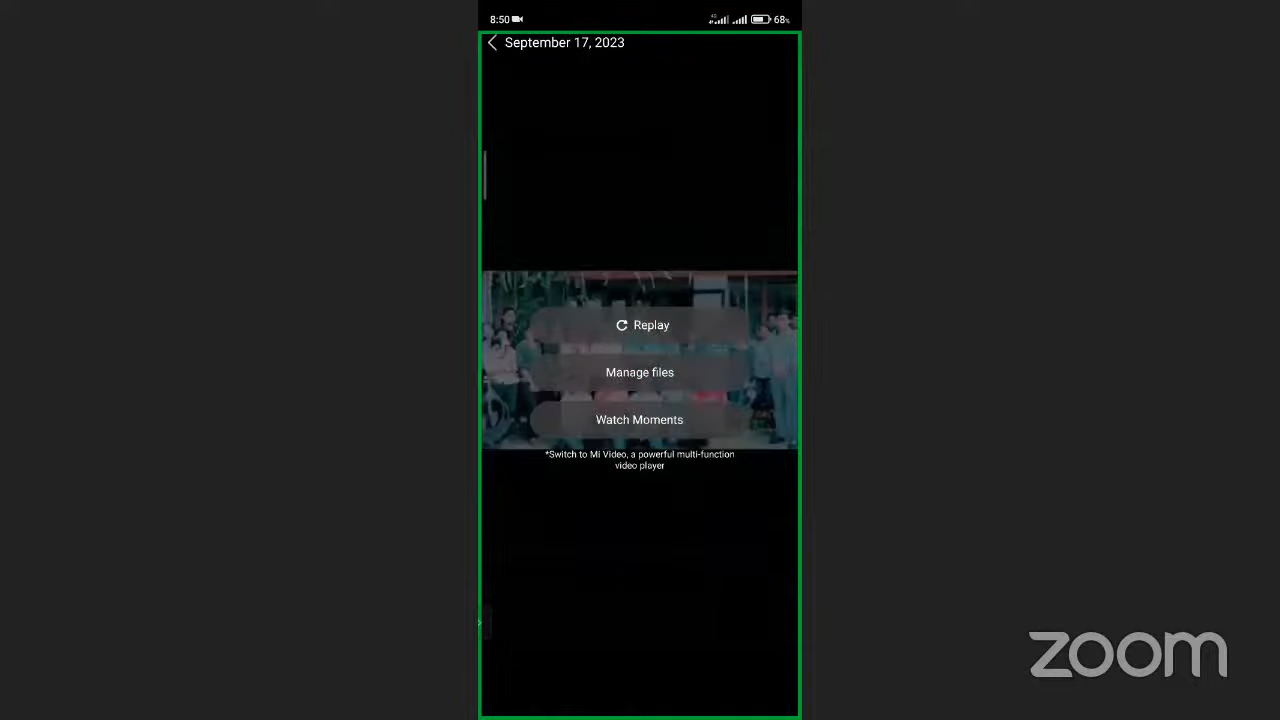 8:50
4G
68%
September 17, 2023
Replay
Manage files
Watch Moments
*Switch to Mi Video, a powerful multi-function
video player
zoom